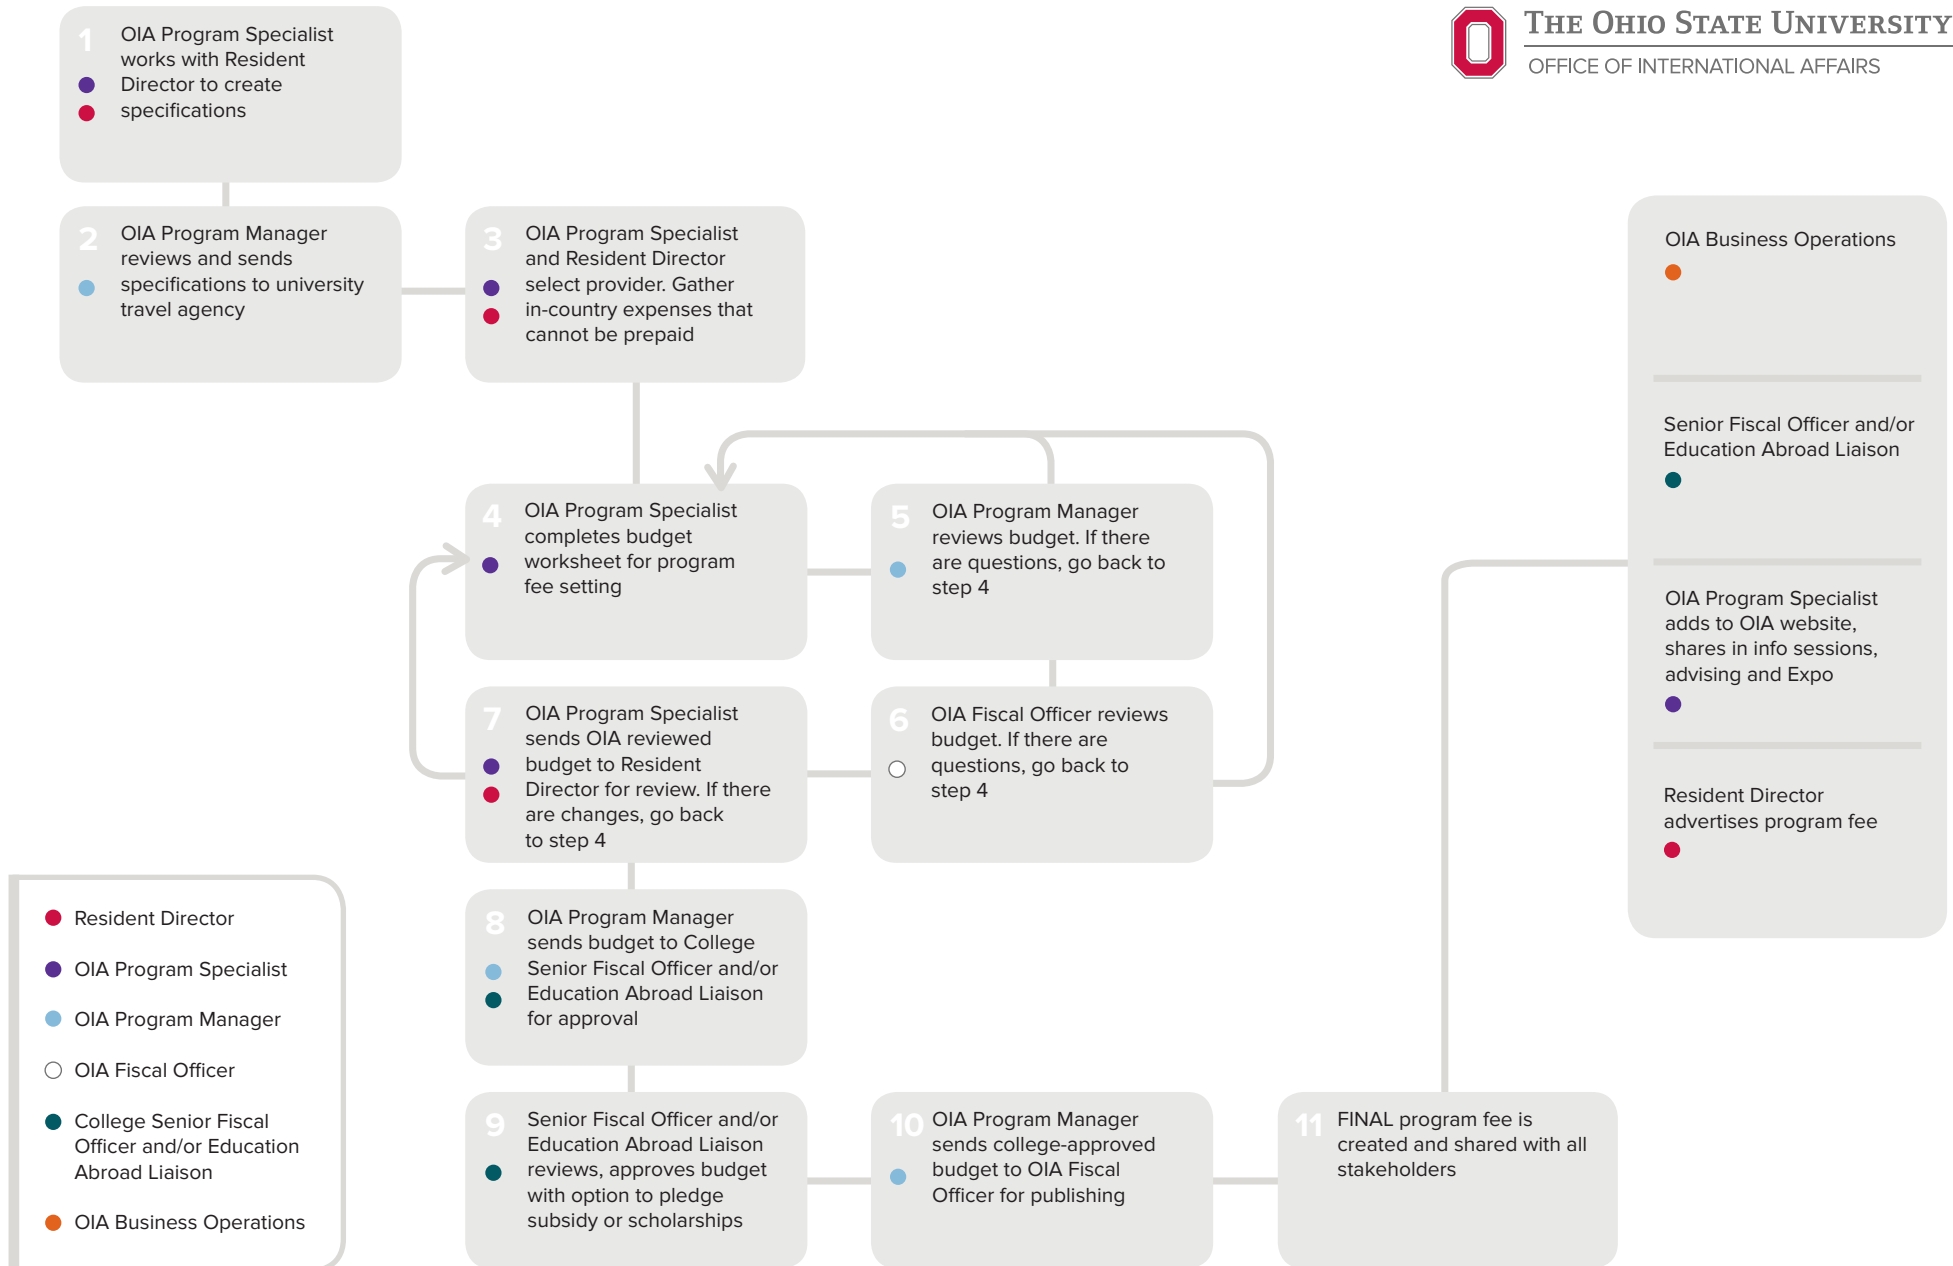 THE OHIO STATE UNIVERSITY
OFFICE OF INTERNATIONAL AFFAIRS
1
OIA Program Specialist
works with Resident
Director to create
specifications
2
OIA Program Manager
reviews and sends
specifications to university
travel agency
3
OIA Program Specialist
and Resident Director
select provider. Gather
in-country expenses that
cannot be prepaid
4
OIA Program Specialist
completes budget
worksheet for program
fee setting
5
OIA Program Manager
reviews budget. If there
are questions, go back to
step 4
6
OIA Fiscal Officer reviews
budget. If there are
questions, go back to
step 4
7
OIA Program Specialist
sends OIA reviewed
budget to Resident
Director for review. If there
are changes, go back
to step 4
8
OIA Program Manager
sends budget to College
Senior Fiscal Officer and/or
Education Abroad Liaison
for approval
9
Senior Fiscal Officer and/or
Education Abroad Liaison
reviews, approves budget
with option to pledge
subsidy or scholarships
10
OIA Program Manager
sends college-approved
budget to OIA Fiscal
Officer for publishing
11
FINAL program fee is
created and shared with all
stakeholders
OIA Business Operations
Senior Fiscal Officer and/or
Education Abroad Liaison
OIA Program Specialist
adds to OIA website,
shares in info sessions,
advising and Expo
Resident Director
advertises program fee
Resident Director
OIA Program Specialist
OIA Program Manager
OIA Fiscal Officer
College Senior Fiscal
Officer and/or Education
Abroad Liaison
OIA Business Operations